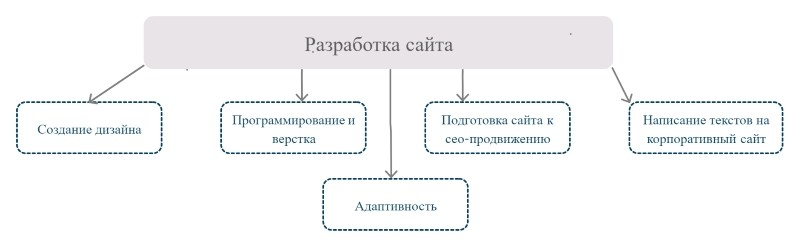 Разработка сайта
Создание дизайна
Программирование и
верстка
Подготовка сайта к
сео-продвижению
Написание текстов на
корпоративный сайт
Адаптивность